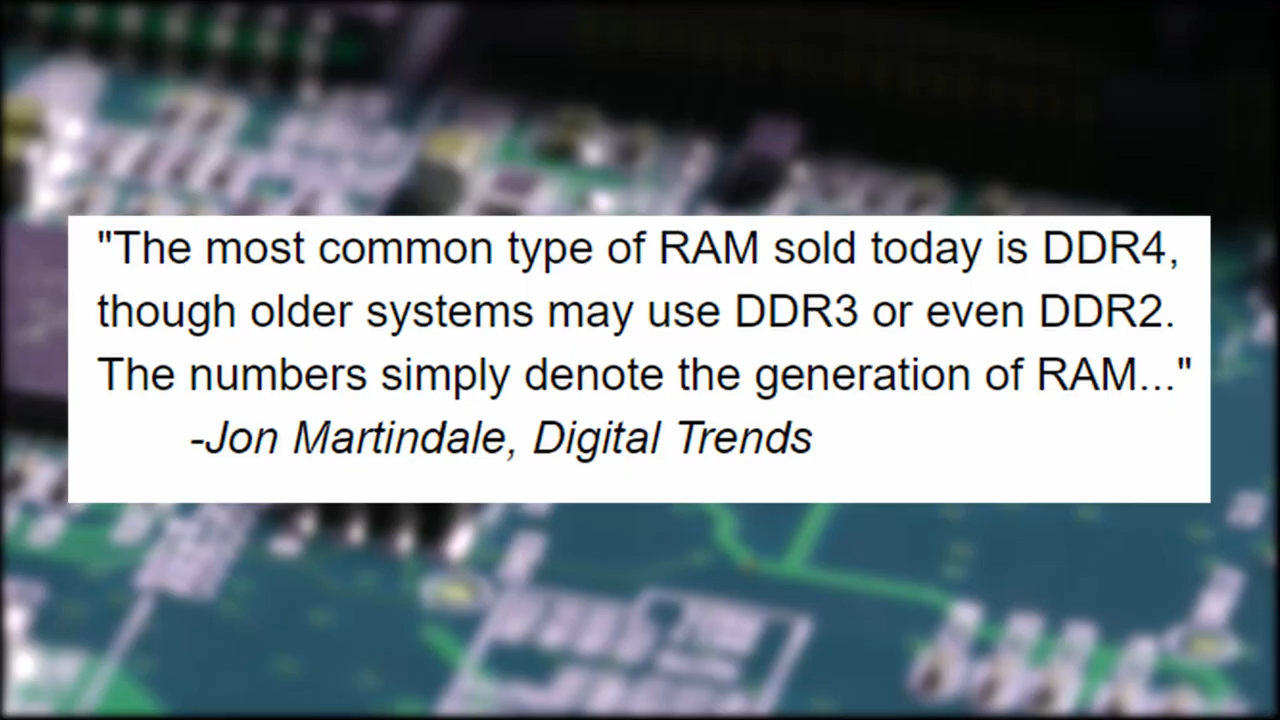 "The most common type of RAM sold today is DDR4,
though older systems may use DDR3 or even DDR2.
The numbers simply denote the generation of RAM..."
-Jon Martindale, Digital Trends